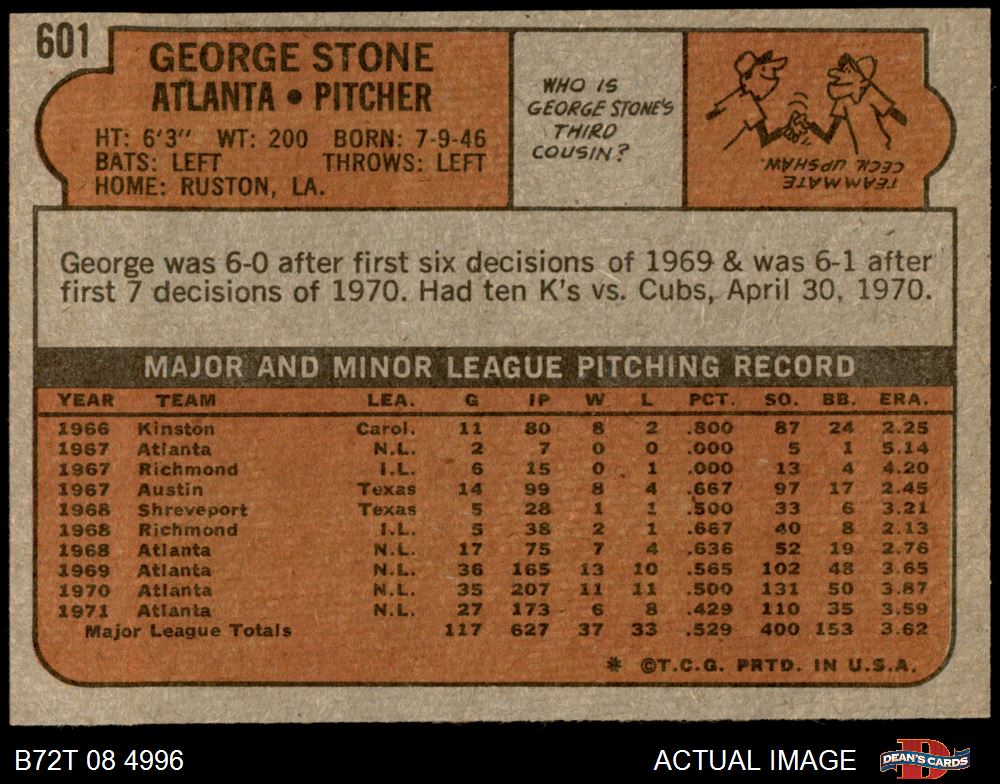 601
GEORGE STONE
ATLANTA • PITCHER
HT: 6'3" WT: 200 BORN: 7-9-46
BATS: LEFT THROWS: LEFT
HOME: RUSTON, LA.
WHO IS
GEORGE STONE'S
THIRD
COUSIN?
TEAMMATE
CECIL UPSHAW.
George was 6-0 after first six decisions of 1969 & was 6-1 after
first 7 decisions of 1970. Had ten K's vs. Cubs, April 30, 1970.
MAJOR AND MINOR LEAGUE PITCHING RECORD
YEAR TEAM LEA. G IP W L PCT. SO. BB. ERA.
1966 Kinston Carol. 11 80 8 2 .800 87 24 2.25
1967 Atlanta N.L. 2 7 0 0 .000 5 1 5.14
1967 Richmond I.L. 6 15 0 1 .000 13 4 4.20
1967 Austin Texas 14 99 8 4 .667 97 17 2.45
1968 Shreveport Texas 5 28 1 1 .500 33 6 3.21
1968 Richmond I.L. 5 38 2 1 .667 40 8 2.13
1968 Atlanta N.L. 17 75 7 4 .636 52 19 2.76
1969 Atlanta N.L. 36 165 13 10 .565 102 48 3.65
1970 Atlanta N.L. 35 207 11 11 .500 131 50 3.87
1971 Atlanta N.L. 27 173 6 8 .429 110 35 3.59
Major League Totals 117 627 37 33 .529 400 153 3.62
* ©T.C.G. PRTD. IN U.S.A.
B72T 08 4996
ACTUAL IMAGE
D
DEAN'S CARDS